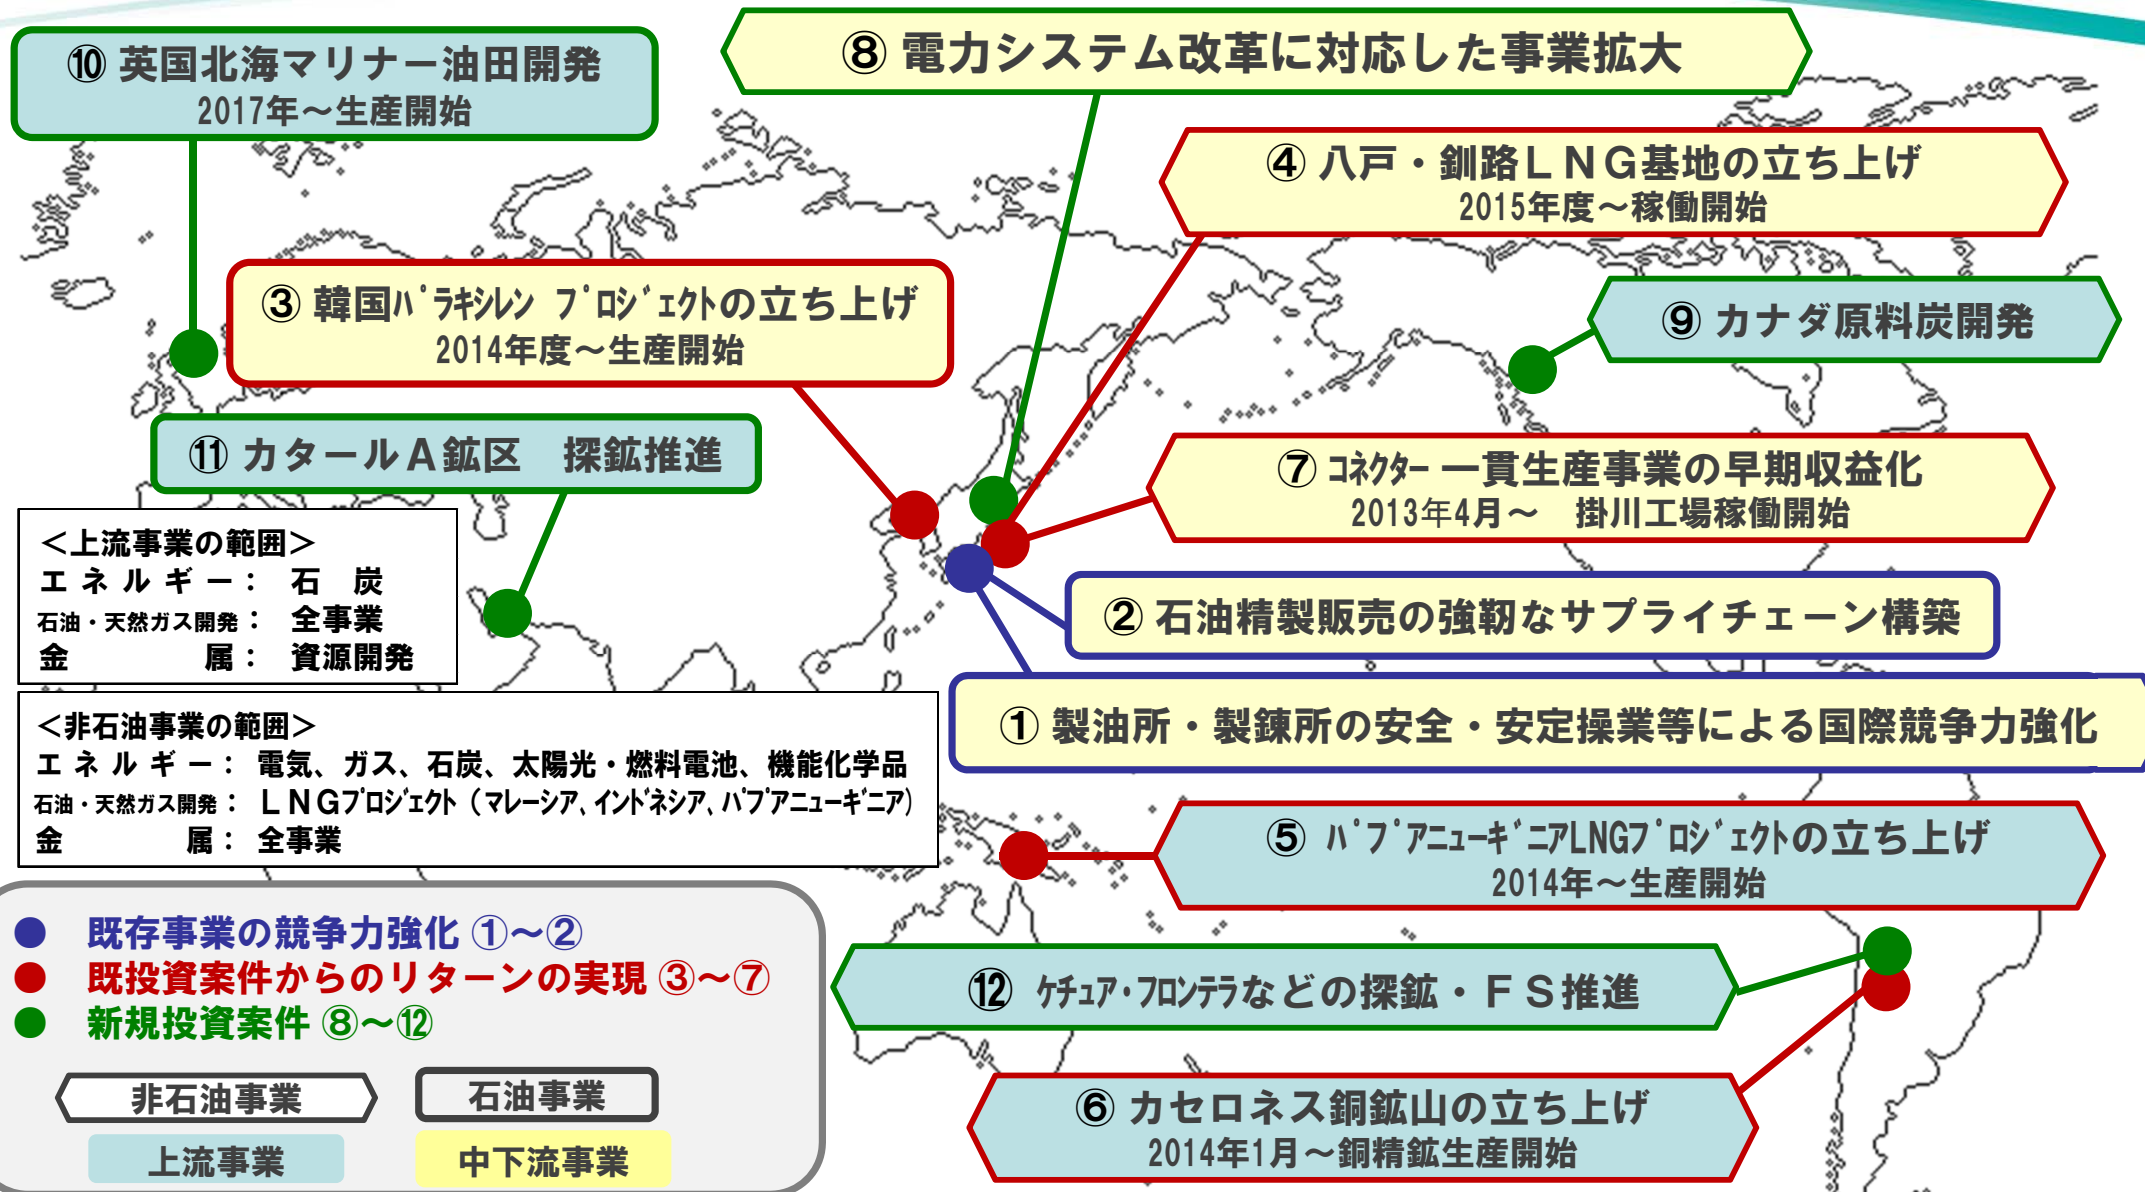 ⑩ 英国北海マリナー油田開発
2017年～生産開始
⑧ 電力システム改革に対応した事業拡大
④ 八戸・釧路ＬＮＧ基地の立ち上げ
2015年度～稼働開始
③ 韓国ﾊﾟﾗｷｼﾚﾝ ﾌﾟﾛｼﾞｪｸﾄの立ち上げ
2014年度～生産開始
⑨ カナダ原料炭開発
⑪ カタールＡ鉱区　探鉱推進
⑦ ｺﾈｸﾀｰ 一貫生産事業の早期収益化
2013年4月～　掛川工場稼働開始
＜上流事業の範囲＞
エネルギー： 石　炭
石油・天然ガス開発： 全事業
金　　　　属： 資源開発
② 石油精製販売の強靭なサプライチェーン構築
① 製油所・製錬所の安全・安定操業等による国際競争力強化
＜非石油事業の範囲＞
エネルギー： 電気、ガス、石炭、太陽光・燃料電池、機能化学品
石油・天然ガス開発： ＬＮＧﾌﾟﾛｼﾞｪｸﾄ（ﾏﾚｰｼｱ、ｲﾝﾄﾞﾈｼｱ、ﾊﾟﾌﾟｱﾆｭｰｷﾞﾆｱ）
金　　　　属： 全事業
⑤ ﾊﾟﾌﾟｱﾆｭｰｷﾞﾆｱLNGﾌﾟﾛｼﾞｪｸﾄの立ち上げ
2014年～生産開始
● 既存事業の競争力強化 ①～②
● 既投資案件からのリターンの実現 ③～⑦
● 新規投資案件 ⑧～⑫
⑫ ｹﾁｭｱ・ﾌﾛﾝﾃﾗなどの探鉱・ＦＳ推進
非石油事業 石油事業
上流事業 中下流事業
⑥ カセロネス銅鉱山の立ち上げ
2014年1月～銅精鉱生産開始